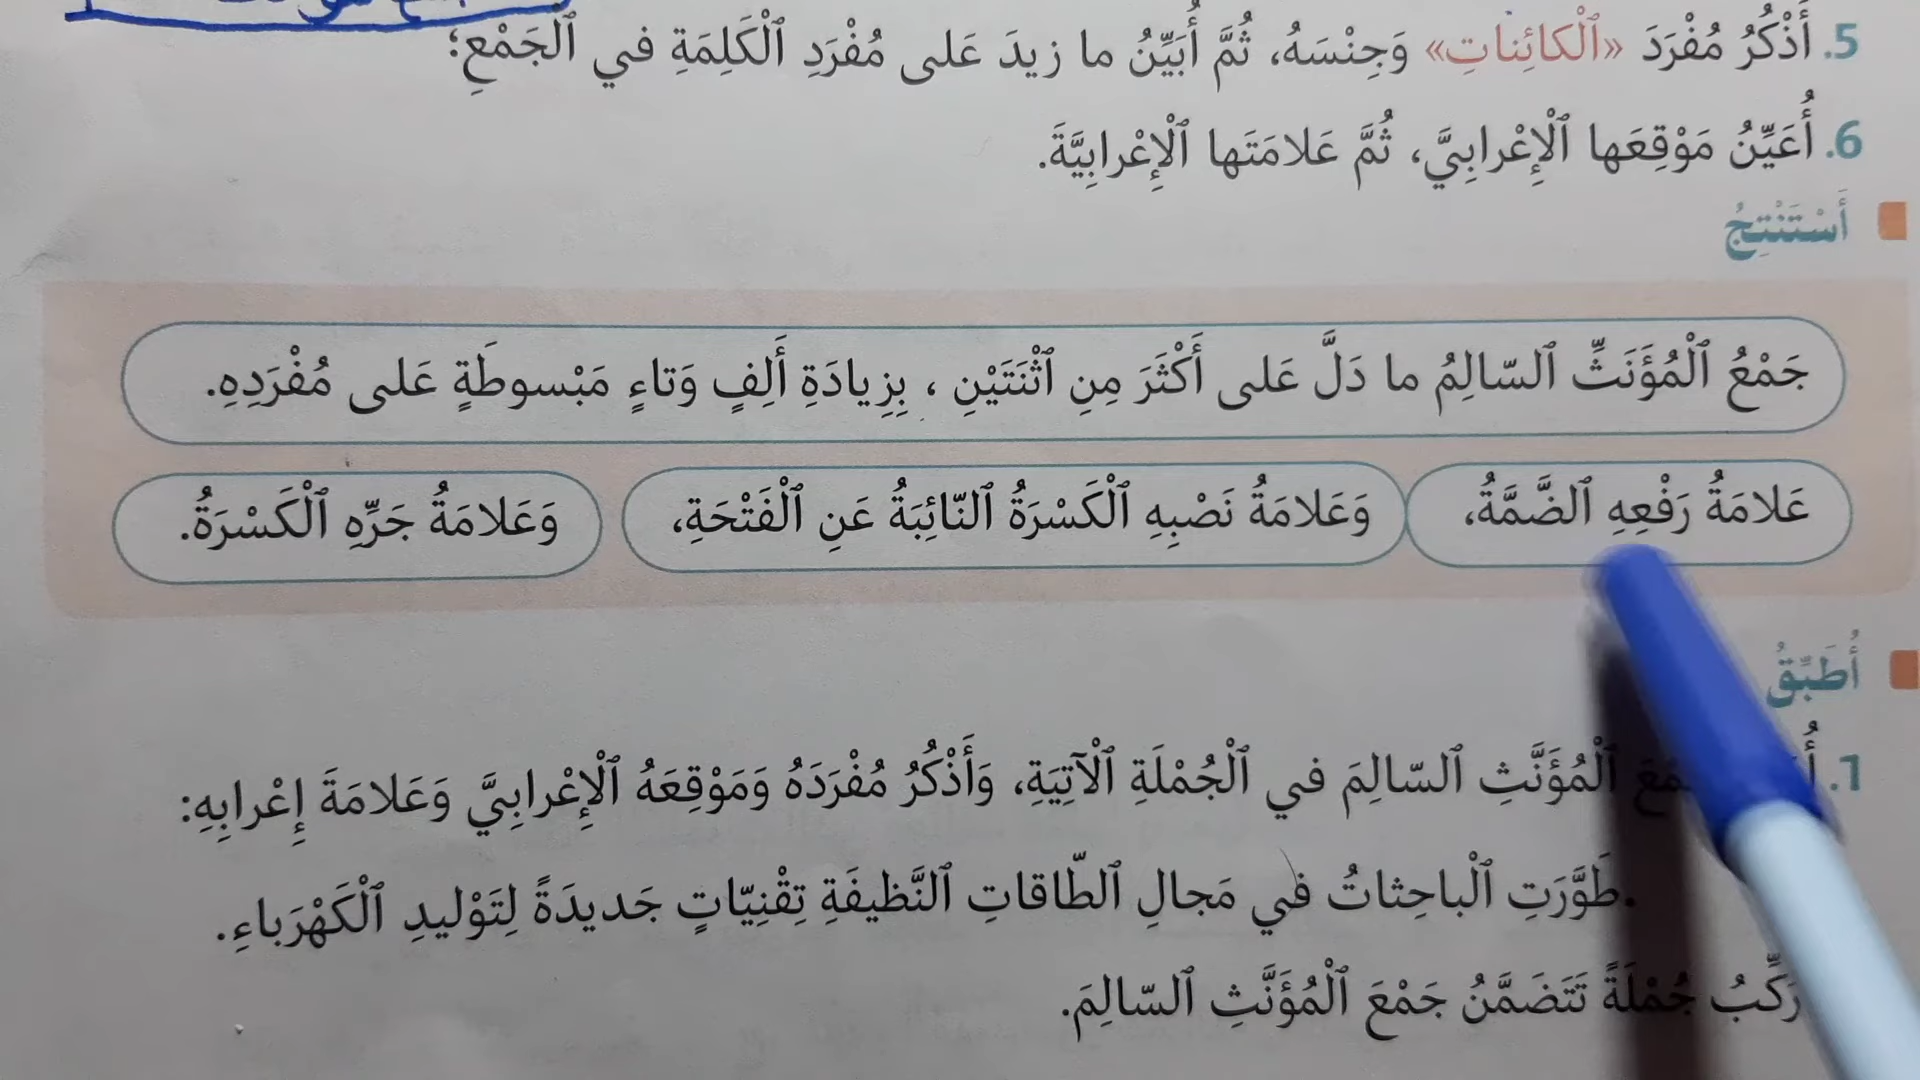 5. أَذْكُرُ مُفْرَدَ «ٱلْكائِناتِ» وَجِنْسَهُ، ثُمَّ أُبَيِّنُ ما زيدَ عَلى مُفْرَدِ ٱلْكَلِمَةِ في ٱلْجَمْعِ؛
6. أُعَيِّنُ مَوْقِعَها ٱلْإِعْرابِيَّ، ثُمَّ عَلامَتَها ٱلْإِعْرابِيَّةَ.
أَسْتَنْتِجُ
جَمْعُ ٱلْمُؤَنَثِّ ٱلسّالِمُ ما دَلَّ عَلى أَكْثَرَ مِنِ ٱثْنَتَيْنِ ، بِزِيادَةِ أَلِفٍ وَتاءٍ مَبْسوطَةٍ عَلى مُفْرَدِهِ.
عَلامَةُ رَفْعِهِ ٱلضَّمَّةُ، وَعَلامَةُ نَصْبِهِ ٱلْكَسْرَةُ ٱلنّائِبَةُ عَنِ ٱلْفَتْحَةِ، وَعَلامَةُ جَرِّهِ ٱلْكَسْرَةُ.
أُطَبِّقُ
1. ٱلْمُؤَنَّثِ ٱلسّالِمَ في ٱلْجُمْلَةِ ٱلْآتِيَةِ، وَأَذْكُرُ مُفْرَدَهُ وَمَوْقِعَهُ ٱلْإِعْرابِيَّ وَعَلامَةَ إِعْرابِهِ:
.طَوَّرَتِ ٱلْباحِثاتُ في مَجالِ ٱلطّاقاتِ ٱلنَّظيفَةِ تِقْنِيّاتٍ جَديدَةً لِتَوْليدِ ٱلْكَهْرَباءِ.
رَكِّبُ جُمْلَةً تَتَضَمَّنُ جَمْعَ ٱلْمُؤَنَّثِ ٱلسّالِمَ.